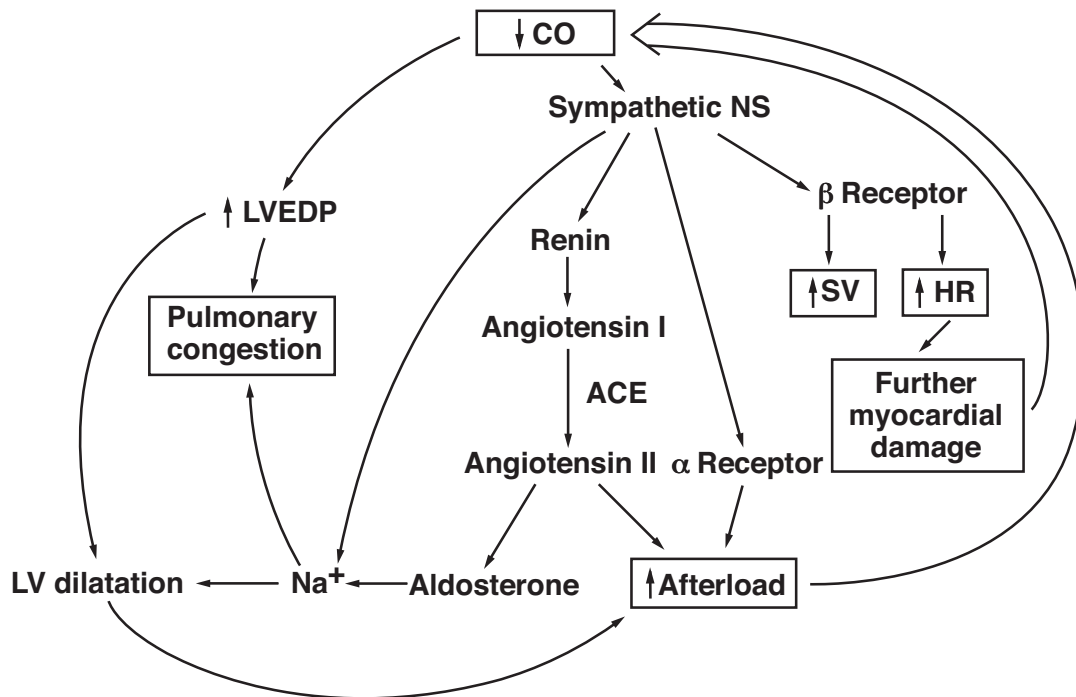 ↓ CO
Sympathetic NS
↑ LVEDP
β Receptor
Renin
↑ SV
↑ HR
Pulmonary
congestion
Angiotensin I
ACE
Further
myocardial
damage
Angiotensin II
α Receptor
LV dilatation
Na+
Aldosterone
↑ Afterload